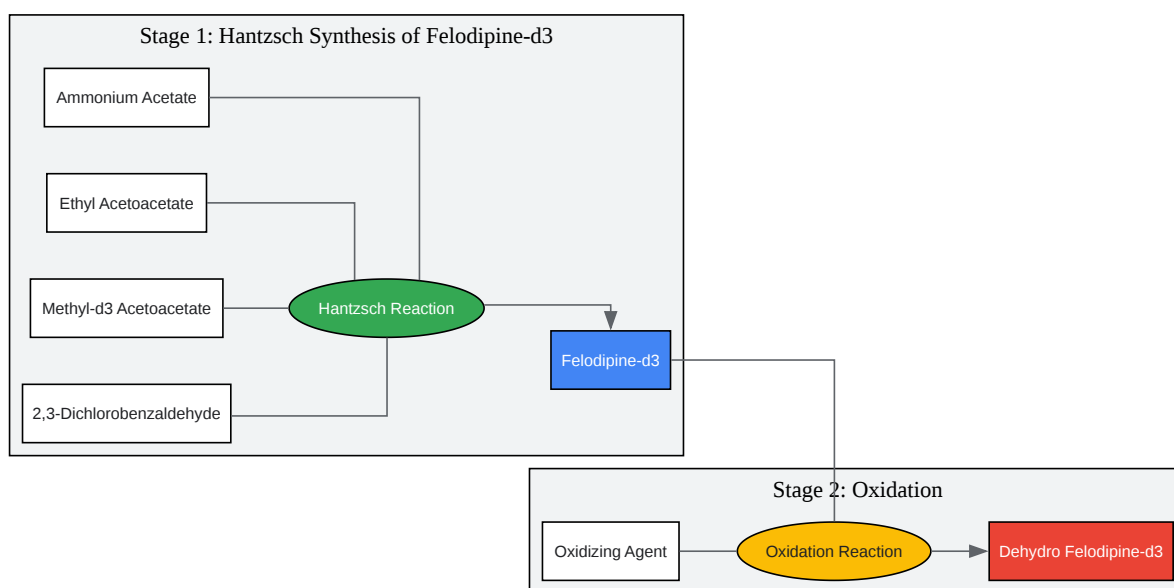 Stage 1: Hantzsch Synthesis of Felodipine-d3
Ammonium Acetate
Ethyl Acetoacetate
Methyl-d3 Acetoacetate
Hantzsch Reaction
Felodipine-d3
2,3-Dichlorobenzaldehyde
Stage 2: Oxidation
Oxidizing Agent
Oxidation Reaction
Dehydro Felodipine-d3